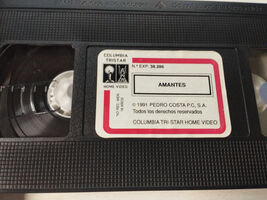 COLUMBIA
TRISTAR
HOME VIDEO
N.º EXP. 38.286
AMANTES
© 1991 PEDRO COSTA P.C., S.A.
Todos los derechos reservados
COLUMBIA TRI STAR HOME VIDEO